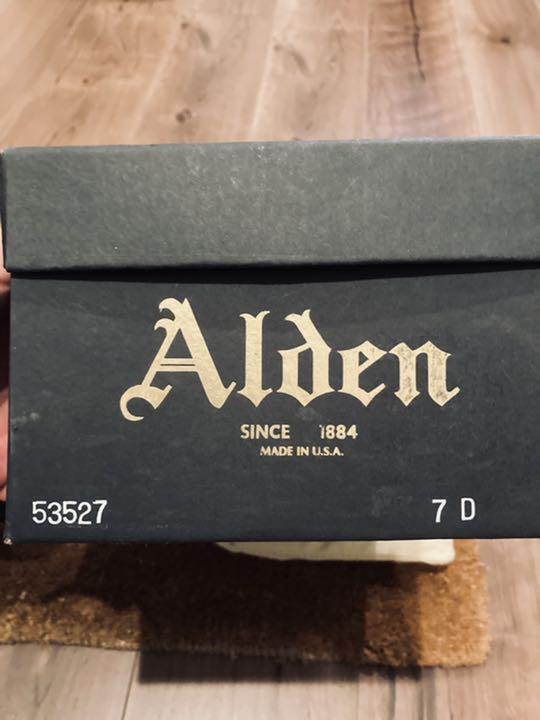 Alden
SINCE 1884
MADE IN U.S.A.
53527 7 D